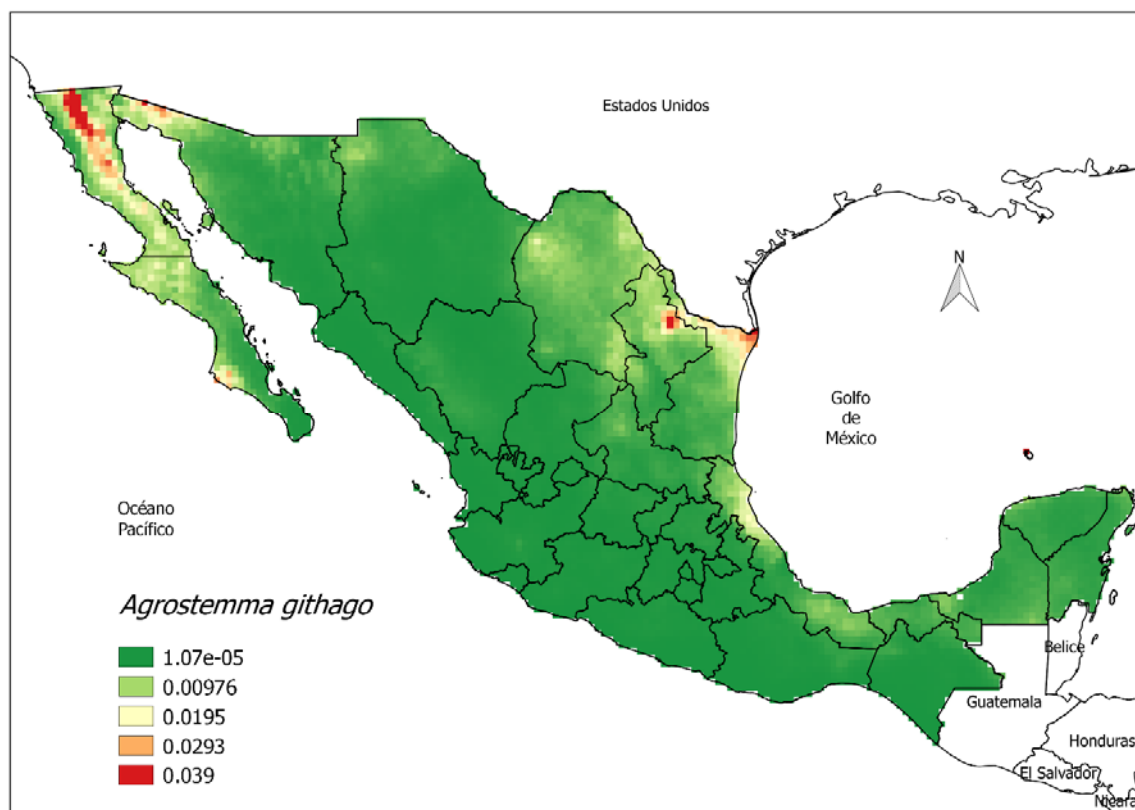 Estados Unidos
N
Golfo
de
México
Océano
Pacífico
Agrostemma githago
1.07e-05
0.00976
0.0195
0.0293
0.039
Belice
Guatemala
Honduras
El Salvador
Nicara